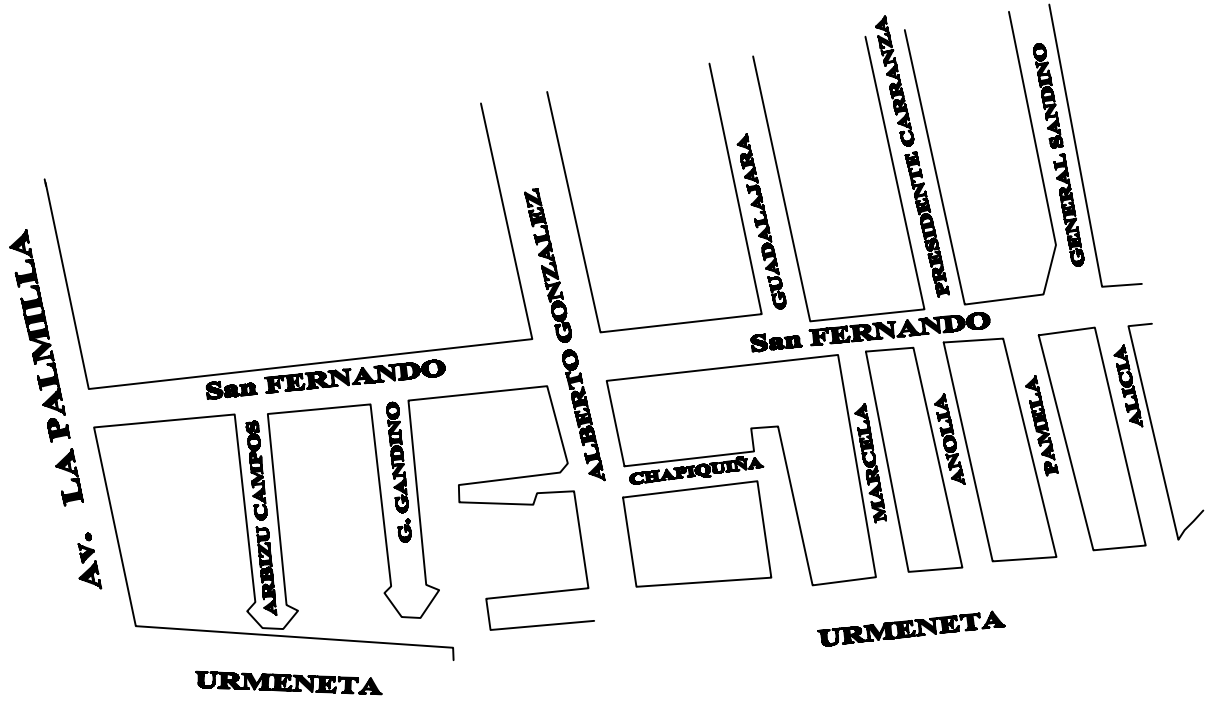 Av. LA PALMILLA
San FERNANDO
ARBIZU CAMPOS
G. GANDINO
ALBERTO GONZALEZ
GUADALAJARA
PRESIDENTE CARRANZA
GENERAL SANDINO
San FERNANDO
CHAPIQUIÑA
MARCELA
ANOLIA
PAMELA
ALICIA
URMENETA
URMENETA